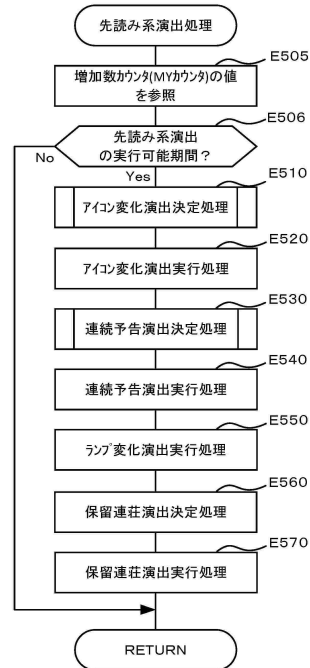 先読み系演出処理
E505
増加数カウンタ(MYカウンタ)の値
を参照
E506
先読み系演出
の実行可能期間？
No
Yes
E510
アイコン変化演出決定処理
E520
アイコン変化演出実行処理
E530
連続予告演出決定処理
E540
連続予告演出実行処理
E550
ランプ変化演出実行処理
E560
保留連荘演出決定処理
E570
保留連荘演出実行処理
RETURN